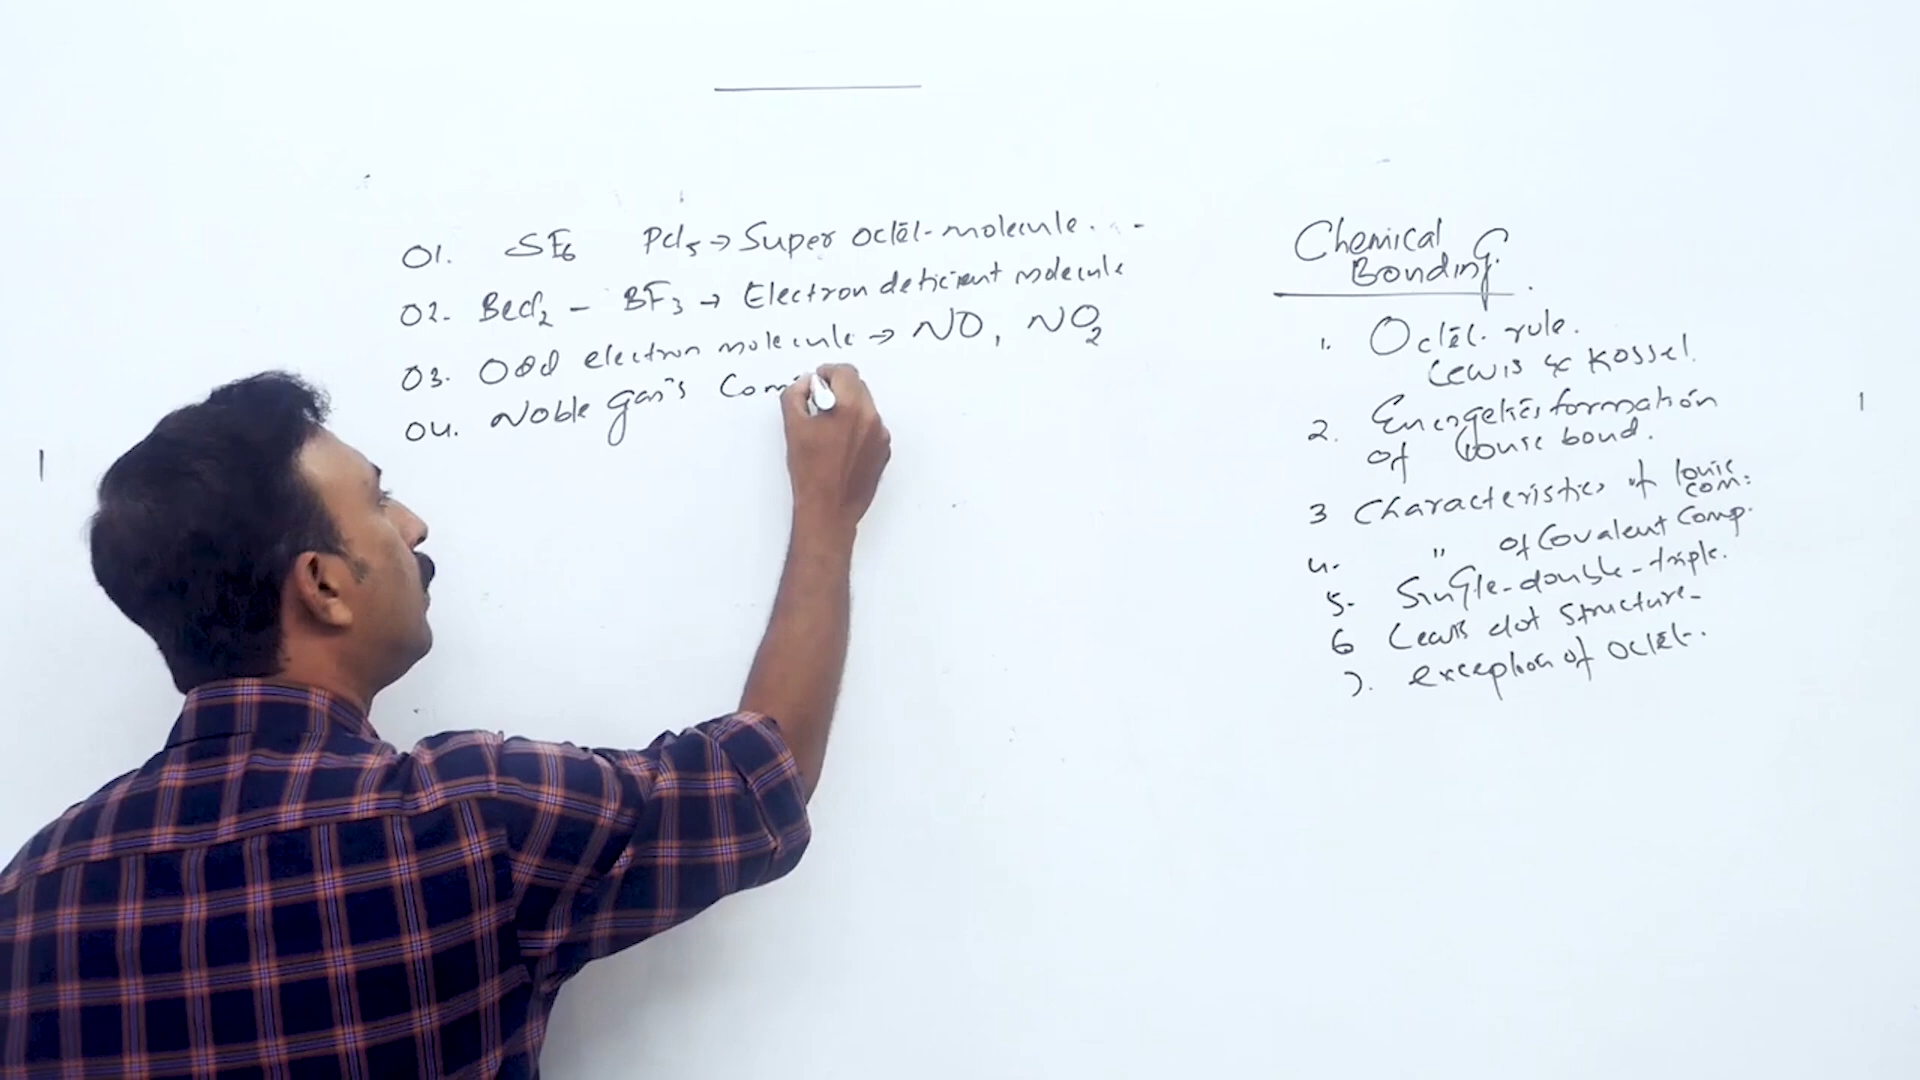 01. SF6 PCl5 → Super octet molecule.
02. BeCl2 - BF3 → Electron deficient molecule
03. Odd electron molecule → NO, NO2
04. Noble gas's Com
Chemical
Bonding.
1. Octet rule.
Lewis & Kossel.
2. Energetics formation
of Ionic bond.
3 Characteristics of Ionic
com:
4. " of Covalent Comp.
5. Single-double-triple.
6 Lewis dot Structure-
7. exception of Octet.